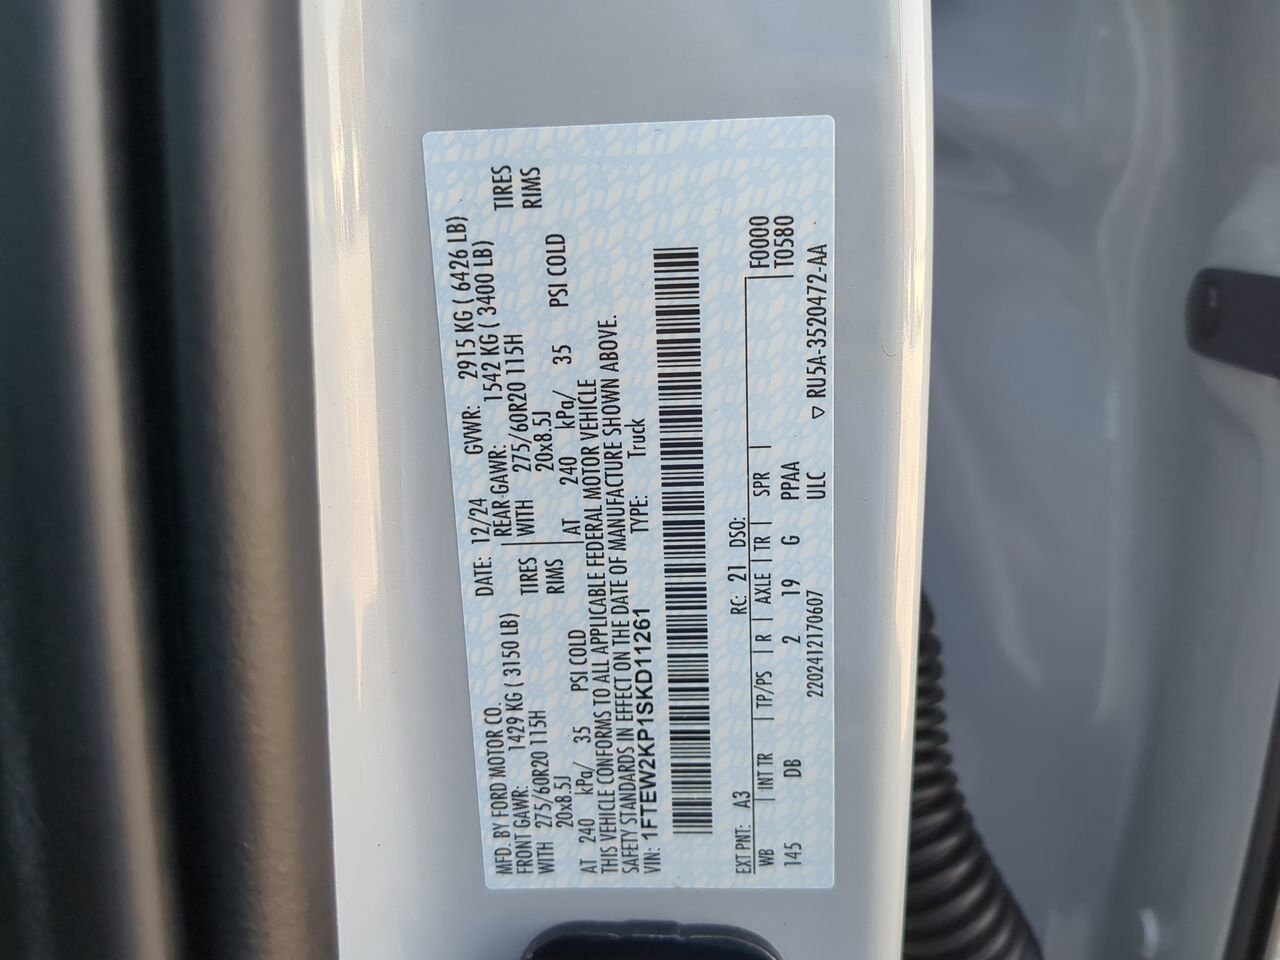 MFD. BY FORD MOTOR CO. DATE: 12/24 GVWR: 2915 KG ( 6426 LB)
FRONT GAWR: 1429 KG ( 3150 LB) REAR GAWR: 1542 KG ( 3400 LB)
WITH 275/60R20 115H TIRES WITH 275/60R20 115H TIRES
20x8.5J RIMS 20x8.5J RIMS
AT 240 kPa/ 35 PSI COLD AT 240 kPa/ 35 PSI COLD
THIS VEHICLE CONFORMS TO ALL APPLICABLE FEDERAL MOTOR VEHICLE
SAFETY STANDARDS IN EFFECT ON THE DATE OF MANUFACTURE SHOWN ABOVE.
VIN: 1FTEW2KP1SKD11261 TYPE: Truck
EXT PNT: A3 RC: 21 DSO:
WB | INT TR | TP/PS | R | AXLE | TR | SPR | F0000
145 DB 2 19 G PPAA T0580
2202412170607 ULC ▽ RU5A-3520472-AA